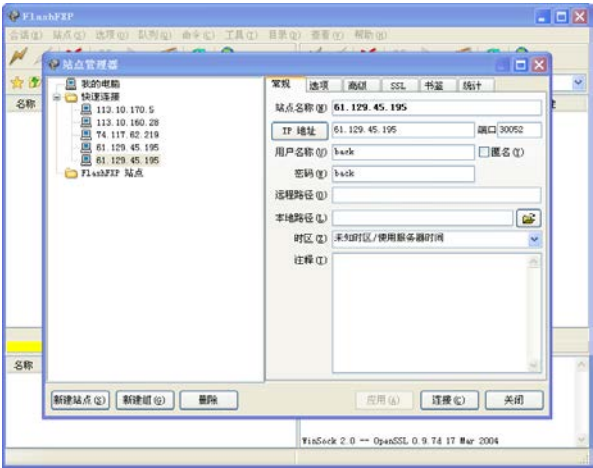 FlashFXP
会话(E) 站点(S) 选项(O) 队列(Q) 命令(C) 工具(T) 目录(D) 查看(V) 帮助(H)
站点管理器
我的电脑
快速连接
113.10.170.5
113.10.160.28
74.117.62.219
61.129.45.195
61.129.45.195
FlashFXP 站点
常规 选项 高级 SSL 书签 统计
站点名称(N) 61.129.45.195
IP 地址 61.129.45.195 端口 30052
用户名称(U) back 匿名(Y)
密码(W) back
远程路径(O)
本地路径(L)
时区(Z) 未知时区/使用服务器时间
注释(I)
名称
名称
新建站点(S) 新建组(G) 删除 应用(A) 连接(C) 关闭
WinSock 2.0 -- OpenSSL 0.9.7d 17 Mar 2004